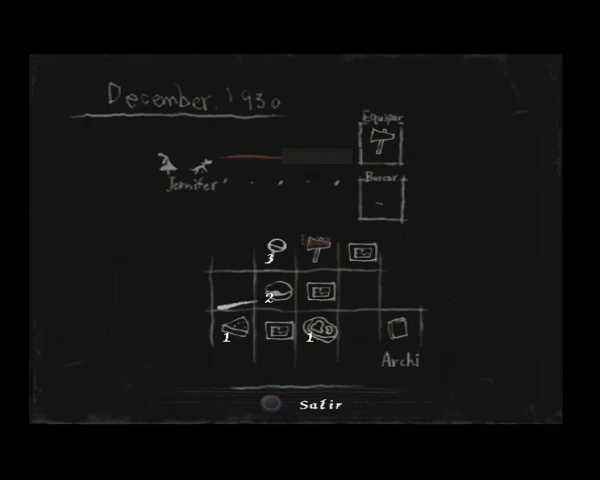 December. 1930
Equipar
Jennifer
Buscar
3
2
1 1
Archi
Salir